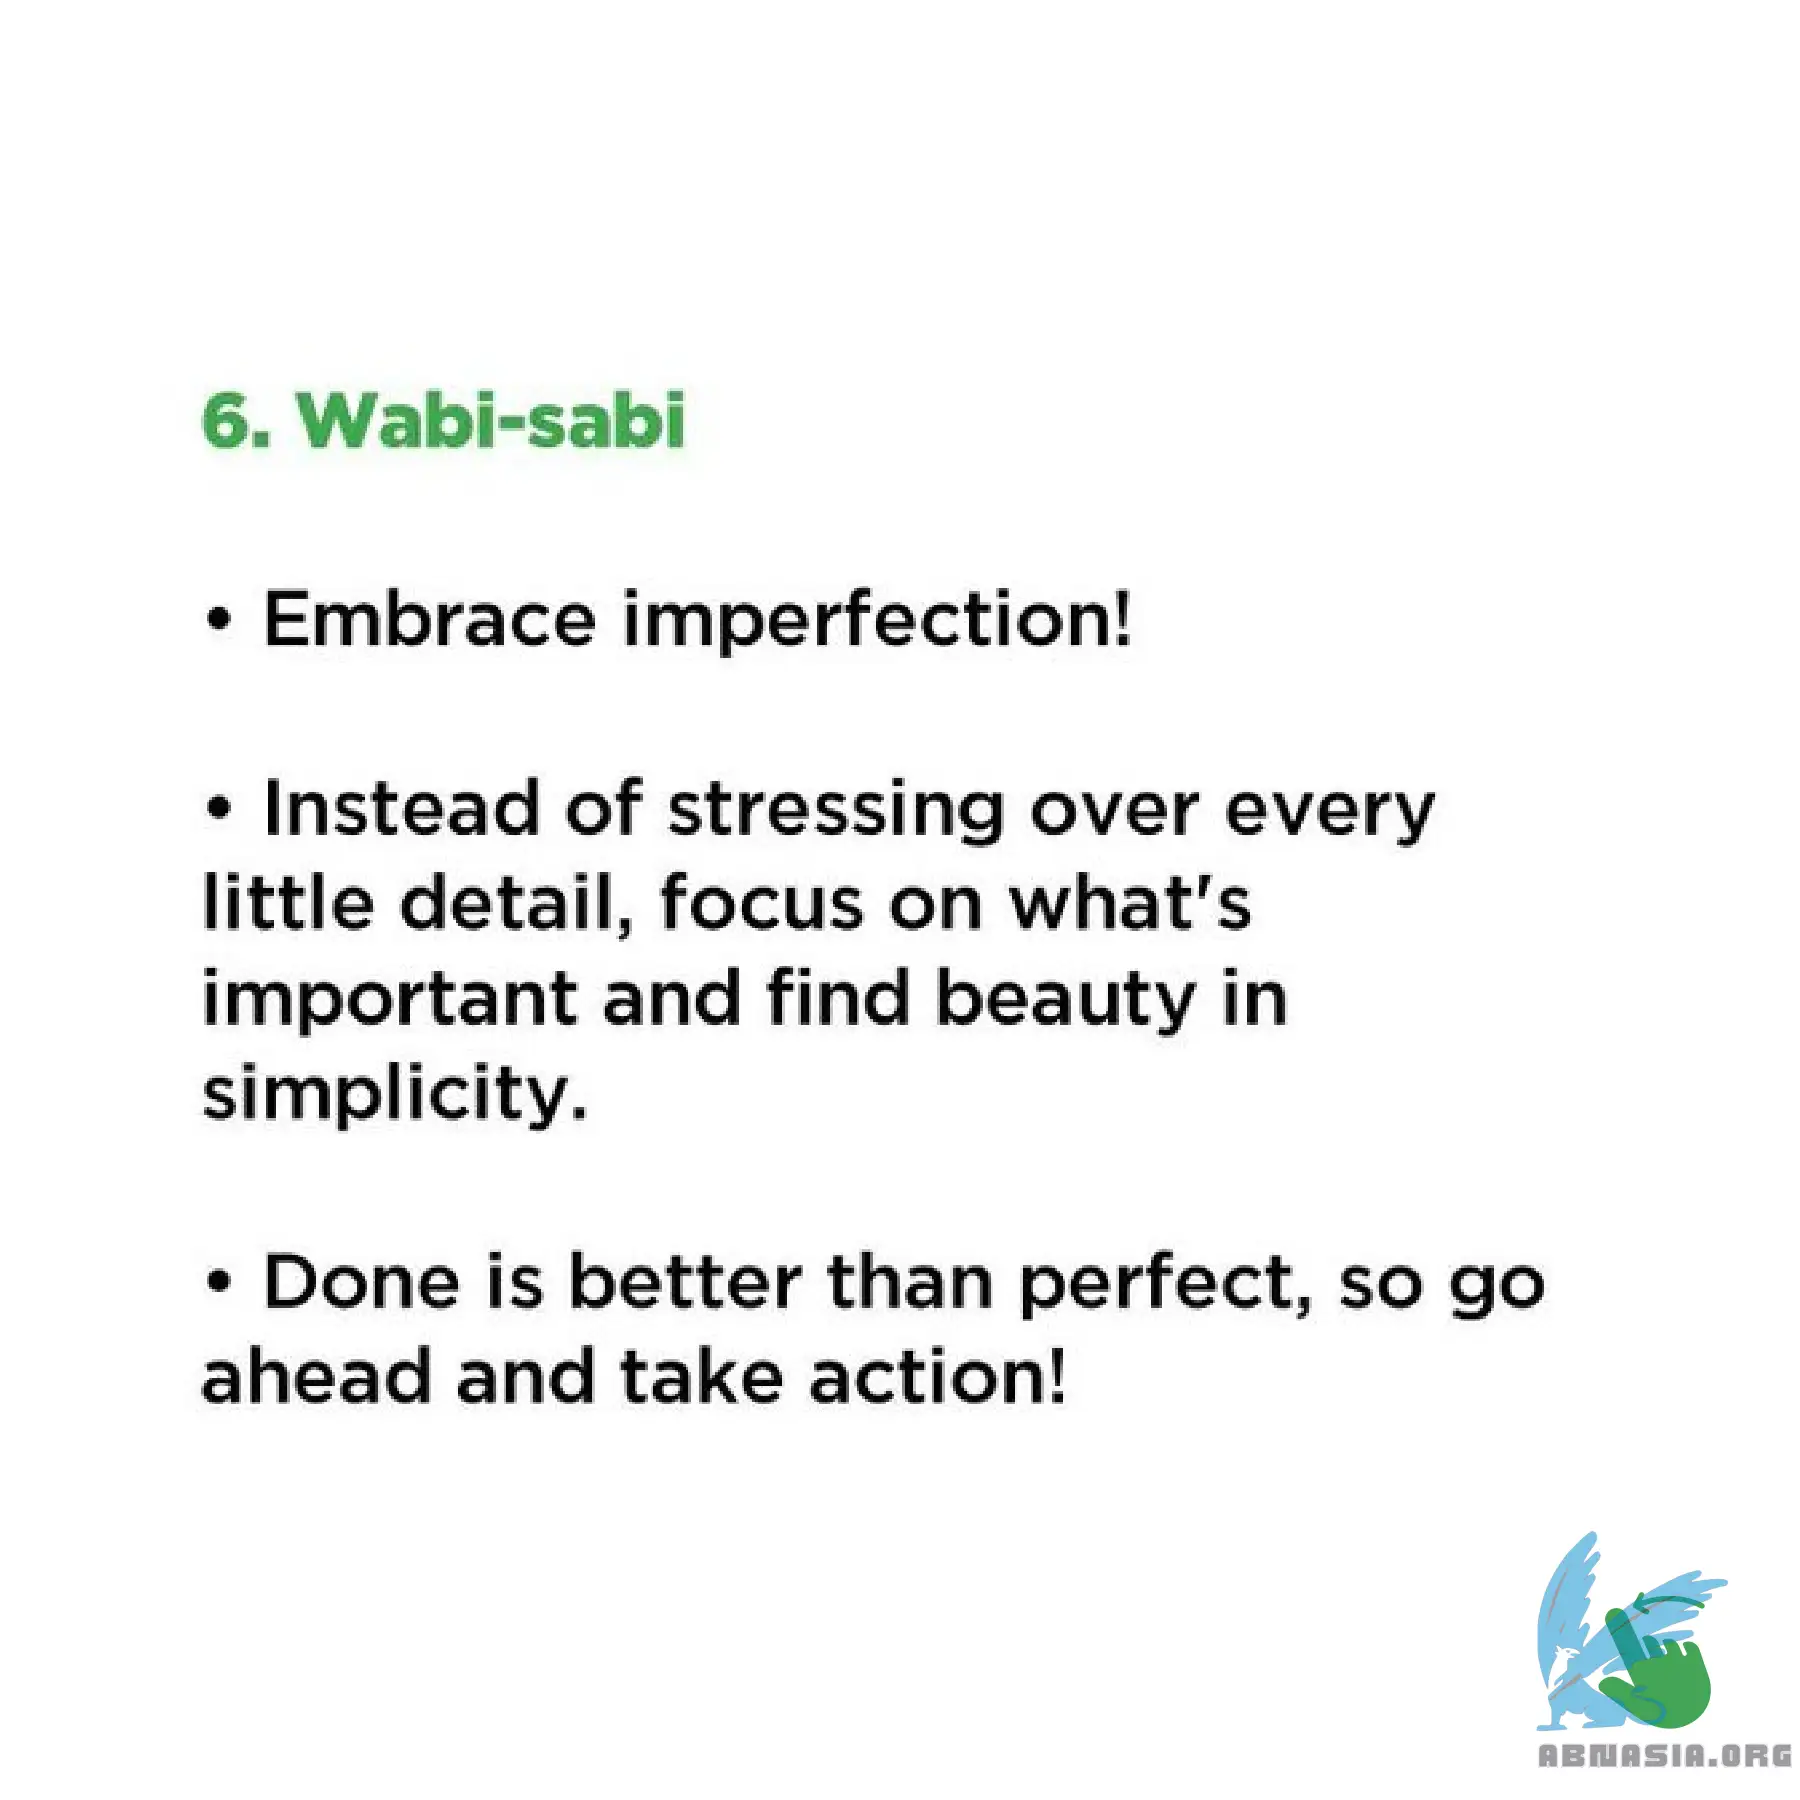 6. Wabi-sabi
• Embrace imperfection!
• Instead of stressing over every
little detail, focus on what's
important and find beauty in
simplicity.
• Done is better than perfect, so go
ahead and take action!
ABNASIA.ORG